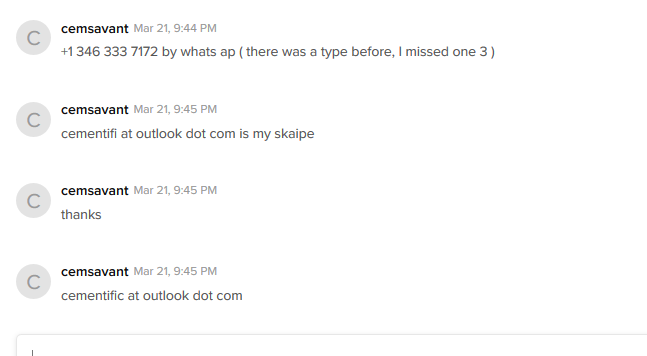 C
cemsavant Mar 21, 9:44 PM
+1 346 333 7172 by whats ap ( there was a type before, I missed one 3 )
C
cemsavant Mar 21, 9:45 PM
cementifi at outlook dot com is my skaipe
C
cemsavant Mar 21, 9:45 PM
thanks
C
cemsavant Mar 21, 9:45 PM
cementific at outlook dot com